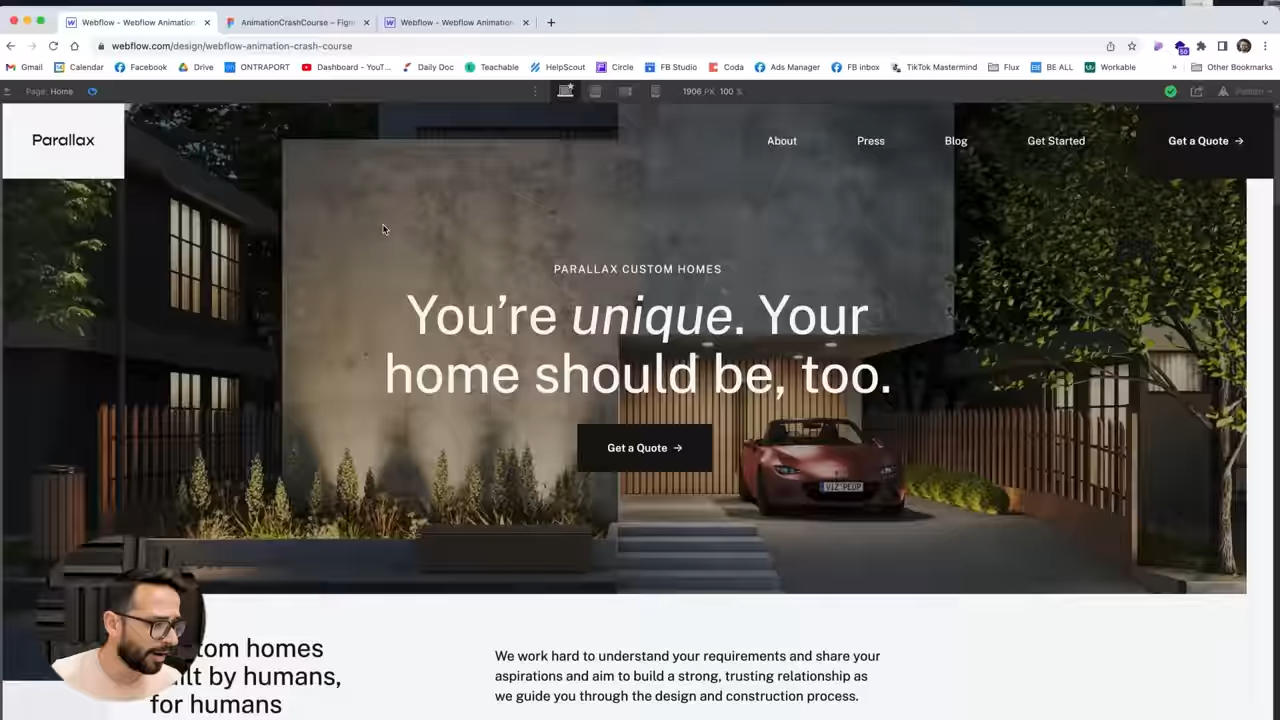 Webflow - Webflow Animation
AnimationCrashCourse – Figm
Webflow - Webflow Animation
webflow.com/design/webflow-animation-crash-course
50
Gmail
Calendar
Facebook
Drive
ONTRAPORT
Dashboard - YouT...
Daily Doc
Teachable
HelpScout
Circle
FB Studio
Coda
Ads Manager
FB inbox
TikTok Mastermind
Flux
BE ALL
Workable
»
Other Bookmarks
Page: Home
1906 PX 100 %
Publish
Parallax
About
Press
Blog
Get Started
Get a Quote →
PARALLAX CUSTOM HOMES
You’re unique. Your
home should be, too.
Get a Quote →
VIZ'PEUP
tom homes
ilt by humans,
for humans
We work hard to understand your requirements and share your
aspirations and aim to build a strong, trusting relationship as
we guide you through the design and construction process.